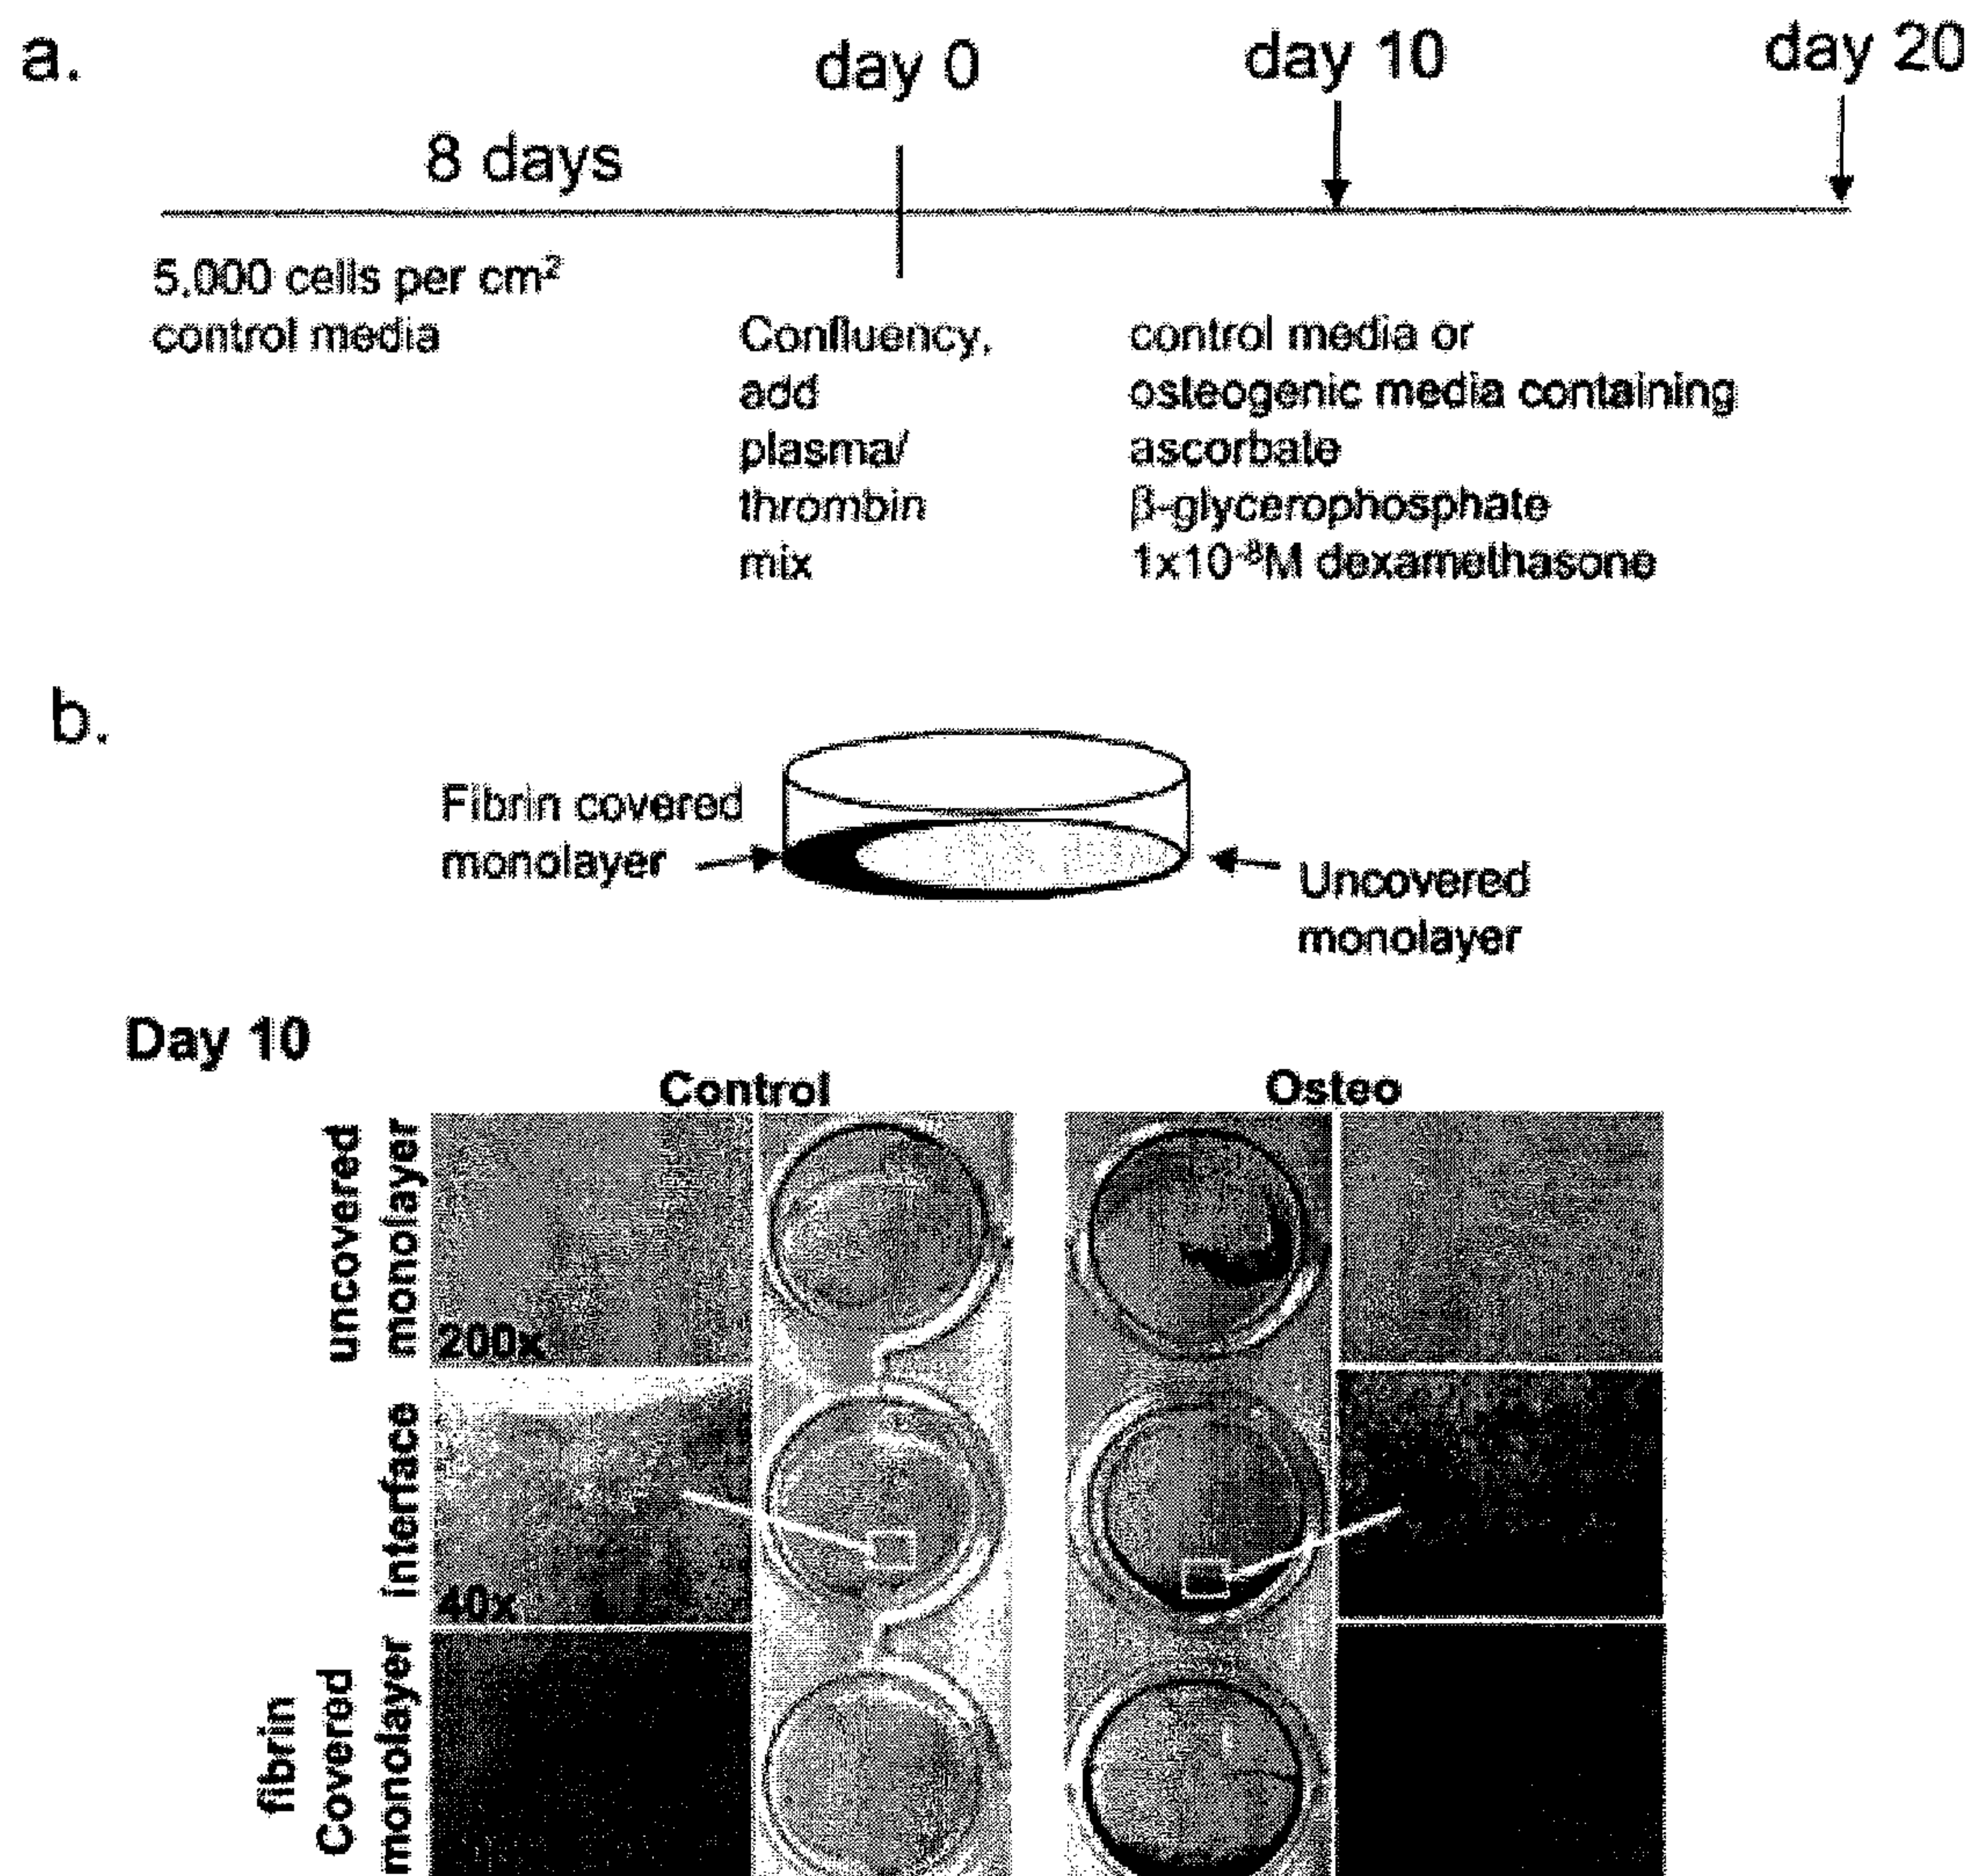 a.
day 0
day 10
day 20
8 days
5,000 cells per cm²
control media
Confluency,
add
plasma/
thrombin
mix
control media or
osteogenic media containing
ascorbate
β-glycerophosphate
1x10⁻⁸M dexamethasone
b.
Fibrin covered
monolayer
Uncovered
monolayer
Day 10
Control
Osteo
uncovered
monolayer
200x
interface
40x
fibrin
Covered
monolayer